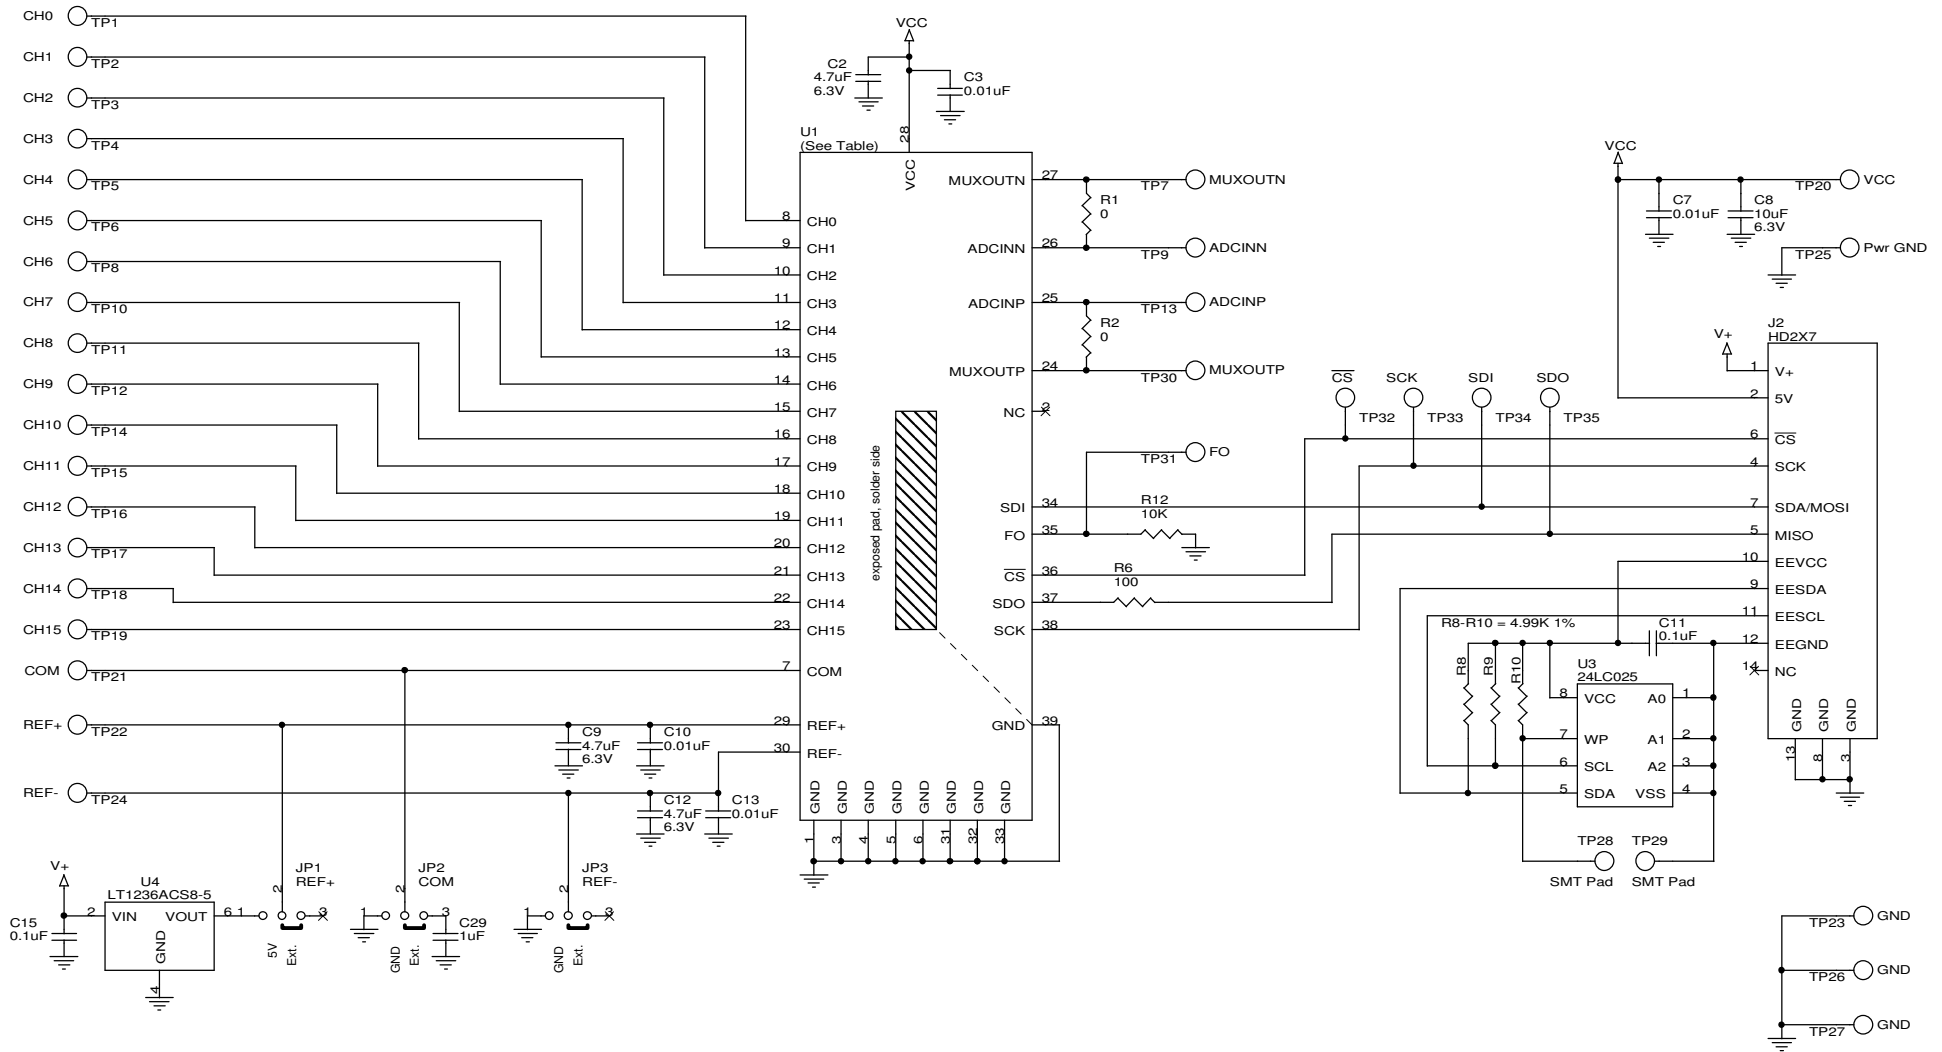 CH0 TP1
CH1 TP2
CH2 TP3
CH3 TP4
CH4 TP5
CH5 TP6
CH6 TP8
CH7 TP10
CH8 TP11
CH9 TP12
CH10 TP14
CH11 TP15
CH12 TP16
CH13 TP17
CH14 TP18
CH15 TP19
COM TP21
REF+ TP22
REF- TP24
VCC
C2
4.7uF
6.3V
C3
0.01uF
U1
(See Table)
28
VCC
8 CH0
9 CH1
10 CH2
11 CH3
12 CH4
13 CH5
14 CH6
15 CH7
16 CH8
17 CH9
18 CH10
19 CH11
20 CH12
21 CH13
22 CH14
23 CH15
7 COM
29 REF+
30 REF-
exposed pad, solder side
MUXOUTN 27
ADCINN 26
ADCINP 25
MUXOUTP 24
NC 2
SDI 34
FO 35
CS 36
SDO 37
SCK 38
GND 39
GND GND GND GND GND GND GND GND
1 3 4 5 6 31 32 33
TP7 MUXOUTN
R1
0
TP9 ADCINN
TP13 ADCINP
R2
0
TP30 MUXOUTP
TP31 FO
R12
10K
R6
100
CS SCK SDI SDO
TP32 TP33 TP34 TP35
VCC
TP20 VCC
C7
0.01uF
C8
10uF
6.3V
TP25 Pwr GND
J2
HD2X7
V+
1 V+
2 5V
6 CS
4 SCK
7 SDA/MOSI
5 MISO
10 EEVCC
9 EESDA
11 EESCL
12 EEGND
14 NC
GND GND GND
13 8 3
R8-R10 = 4.99K 1%
C11
0.1uF
R8 R9 R10
U3
24LC025
8 VCC A0 1
7 WP A1 2
6 SCL A2 3
5 SDA VSS 4
TP28 TP29
SMT Pad SMT Pad
C9
4.7uF
6.3V
C10
0.01uF
C12
4.7uF
6.3V
C13
0.01uF
V+
C15
0.1uF
U4
LT1236ACS8-5
2 VIN VOUT 6
GND
4
JP1
REF+
1 2 3
5V Ext.
JP2
COM
1 2 3
GND Ext.
C29
1uF
JP3
REF-
1 2 3
GND Ext.
TP23 GND
TP26 GND
TP27 GND